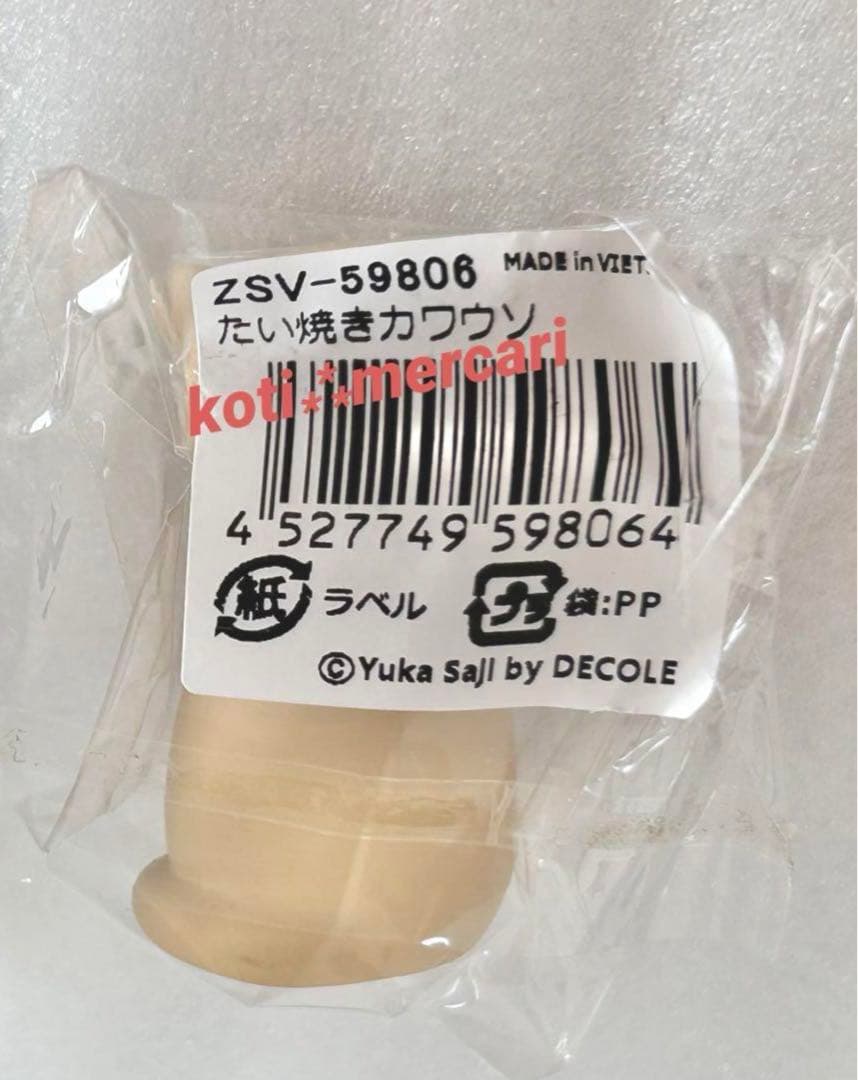 ZSV-59806 MADE in VIET
たい焼きカワウソ
koti⁂mercari
4 527749 598064
紙 ラベル プラ 袋:PP
©Yuka Saji by DECOLE